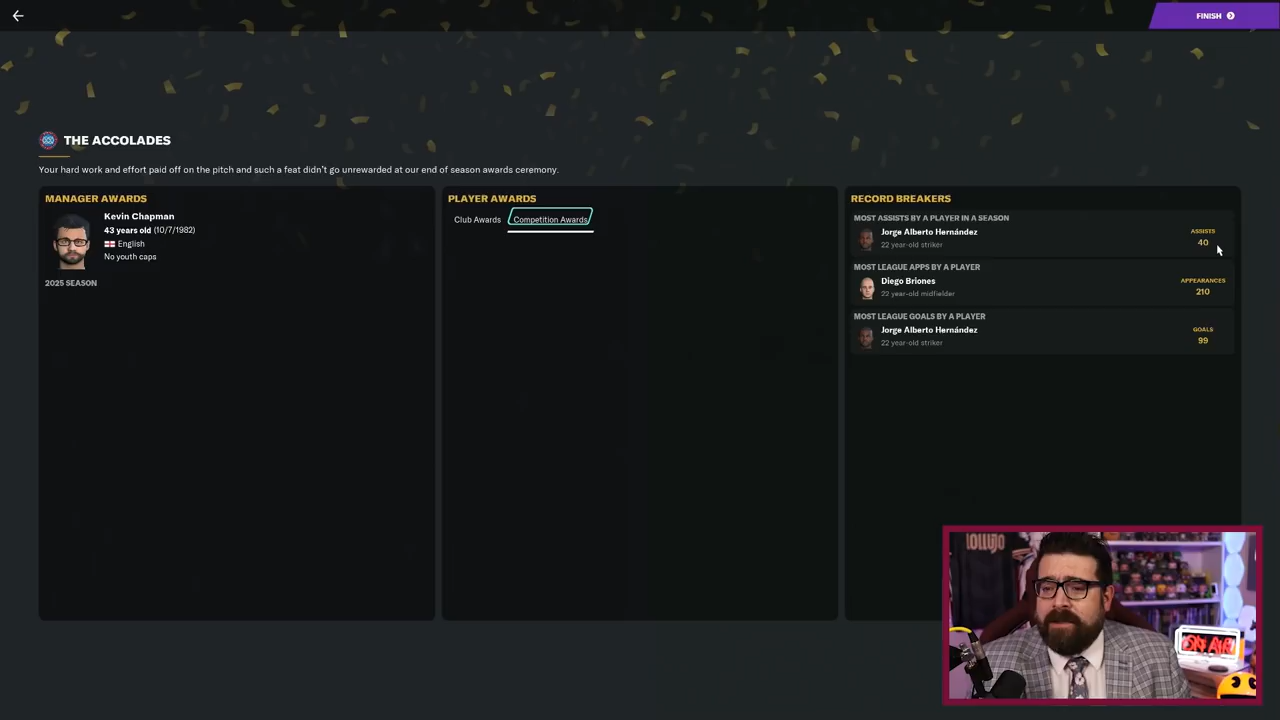 FINISH
THE ACCOLADES
Your hard work and effort paid off on the pitch and such a feat didn't go unrewarded at our end of season awards ceremony.
MANAGER AWARDS
Kevin Chapman
43 years old (10/7/1982)
English
No youth caps
2025 SEASON
PLAYER AWARDS
Club Awards
Competition Awards
RECORD BREAKERS
MOST ASSISTS BY A PLAYER IN A SEASON
Jorge Alberto Hernández
22 year-old striker
ASSISTS
40
MOST LEAGUE APPS BY A PLAYER
Diego Briones
22 year-old midfielder
APPEARANCES
210
MOST LEAGUE GOALS BY A PLAYER
Jorge Alberto Hernández
22 year-old striker
GOALS
99
ON AIR